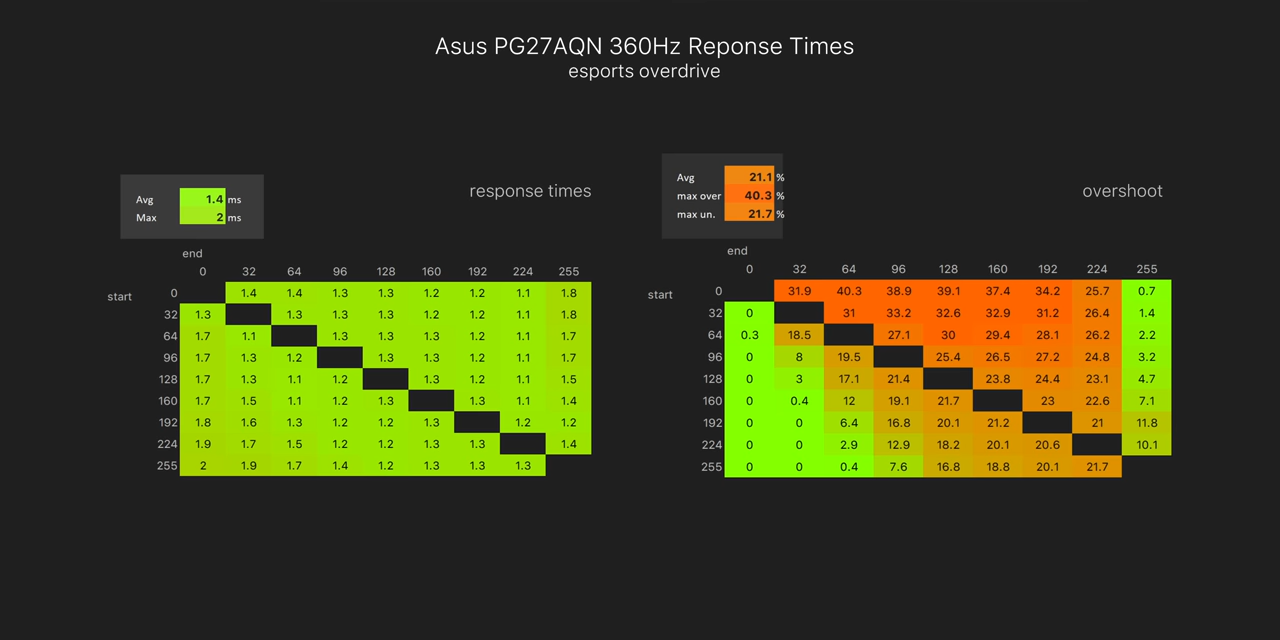 Asus PG27AQN 360Hz Reponse Times
esports overdrive
response times
Avg 1.4 ms
Max 2 ms
end
0 32 64 96 128 160 192 224 255
start
0 1.4 1.4 1.3 1.3 1.2 1.2 1.1 1.8
32 1.3 1.3 1.3 1.3 1.2 1.2 1.1 1.8
64 1.7 1.1 1.3 1.3 1.3 1.2 1.1 1.7
96 1.7 1.3 1.2 1.3 1.3 1.2 1.1 1.7
128 1.7 1.3 1.1 1.2 1.3 1.2 1.1 1.5
160 1.7 1.5 1.1 1.2 1.3 1.3 1.1 1.4
192 1.8 1.6 1.3 1.2 1.2 1.3 1.2 1.2
224 1.9 1.7 1.5 1.2 1.2 1.3 1.3 1.4
255 2 1.9 1.7 1.4 1.2 1.3 1.3 1.3
overshoot
Avg 21.1 %
max over 40.3 %
max un. 21.7 %
end
0 32 64 96 128 160 192 224 255
start
0 31.9 40.3 38.9 39.1 37.4 34.2 25.7 0.7
32 0 31 33.2 32.6 32.9 31.2 26.4 1.4
64 0.3 18.5 27.1 30 29.4 28.1 26.2 2.2
96 0 8 19.5 25.4 26.5 27.2 24.8 3.2
128 0 3 17.1 21.4 23.8 24.4 23.1 4.7
160 0 0.4 12 19.1 21.7 23 22.6 7.1
192 0 0 6.4 16.8 20.1 21.2 21 11.8
224 0 0 2.9 12.9 18.2 20.1 20.6 10.1
255 0 0 0.4 7.6 16.8 18.8 20.1 21.7